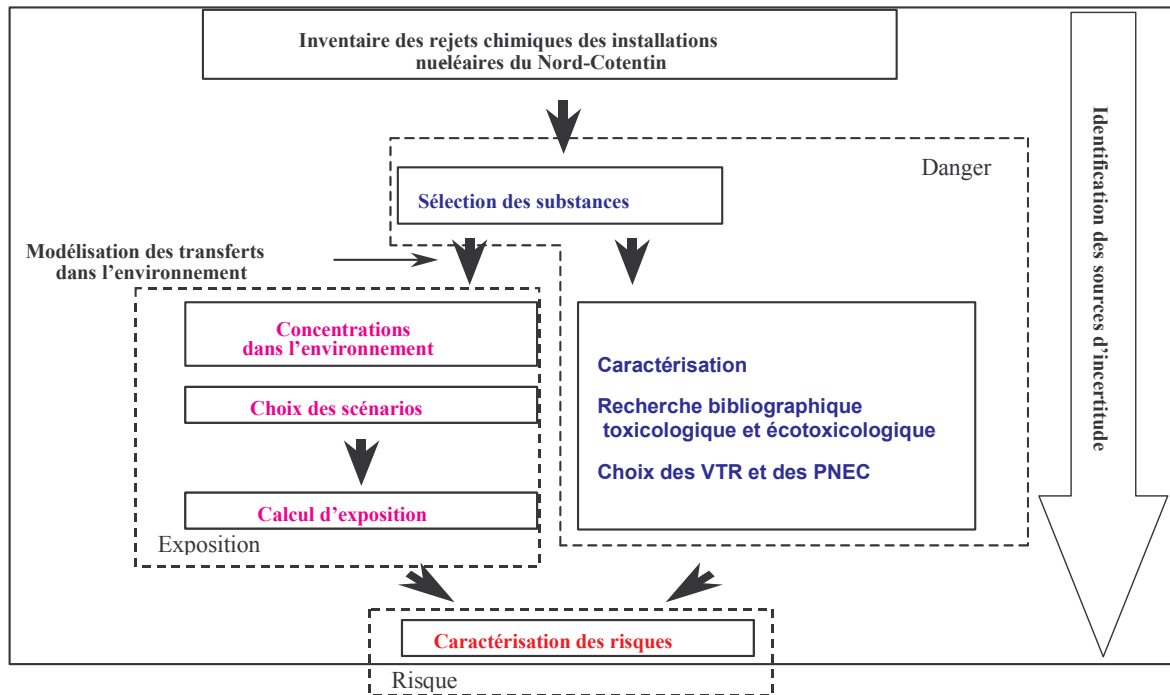 Inventaire des rejets chimiques des installations
nueléaires du Nord-Cotentin
Danger
Sélection des substances
Modélisation des transferts
dans l’environnement
Concentrations
dans l’environnement
Choix des scénarios
Calcul d’exposition
Exposition
Caractérisation
Recherche bibliographique
toxicologique et écotoxicologique
Choix des VTR et des PNEC
Caractérisation des risques
Risque
Identification des sources d’incertitude